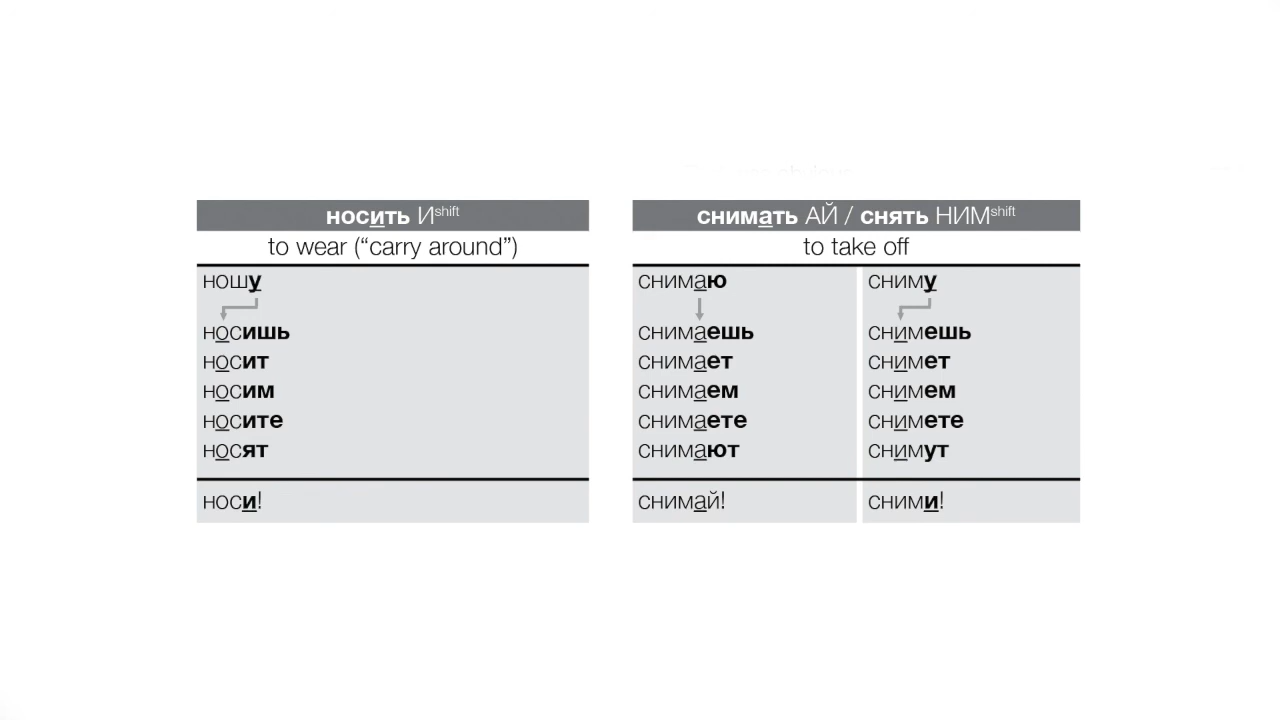 носить Иshift
to wear (“carry around”)
ношу
носишь
носит
носим
носите
носят
носи!
снимать АЙ / снять НИМshift
to take off
снимаю
снимаешь
снимает
снимаем
снимаете
снимают
снимай!
сниму
снимешь
снимет
снимем
снимете
снимут
сними!